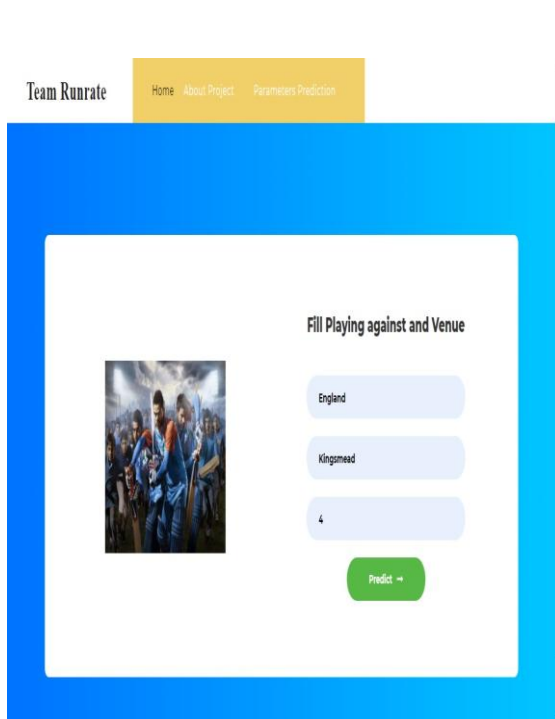 Team Runrate
Home About Project Parameters Prediction
Fill Playing against and Venue
England
Kingsmead
4
Predict →